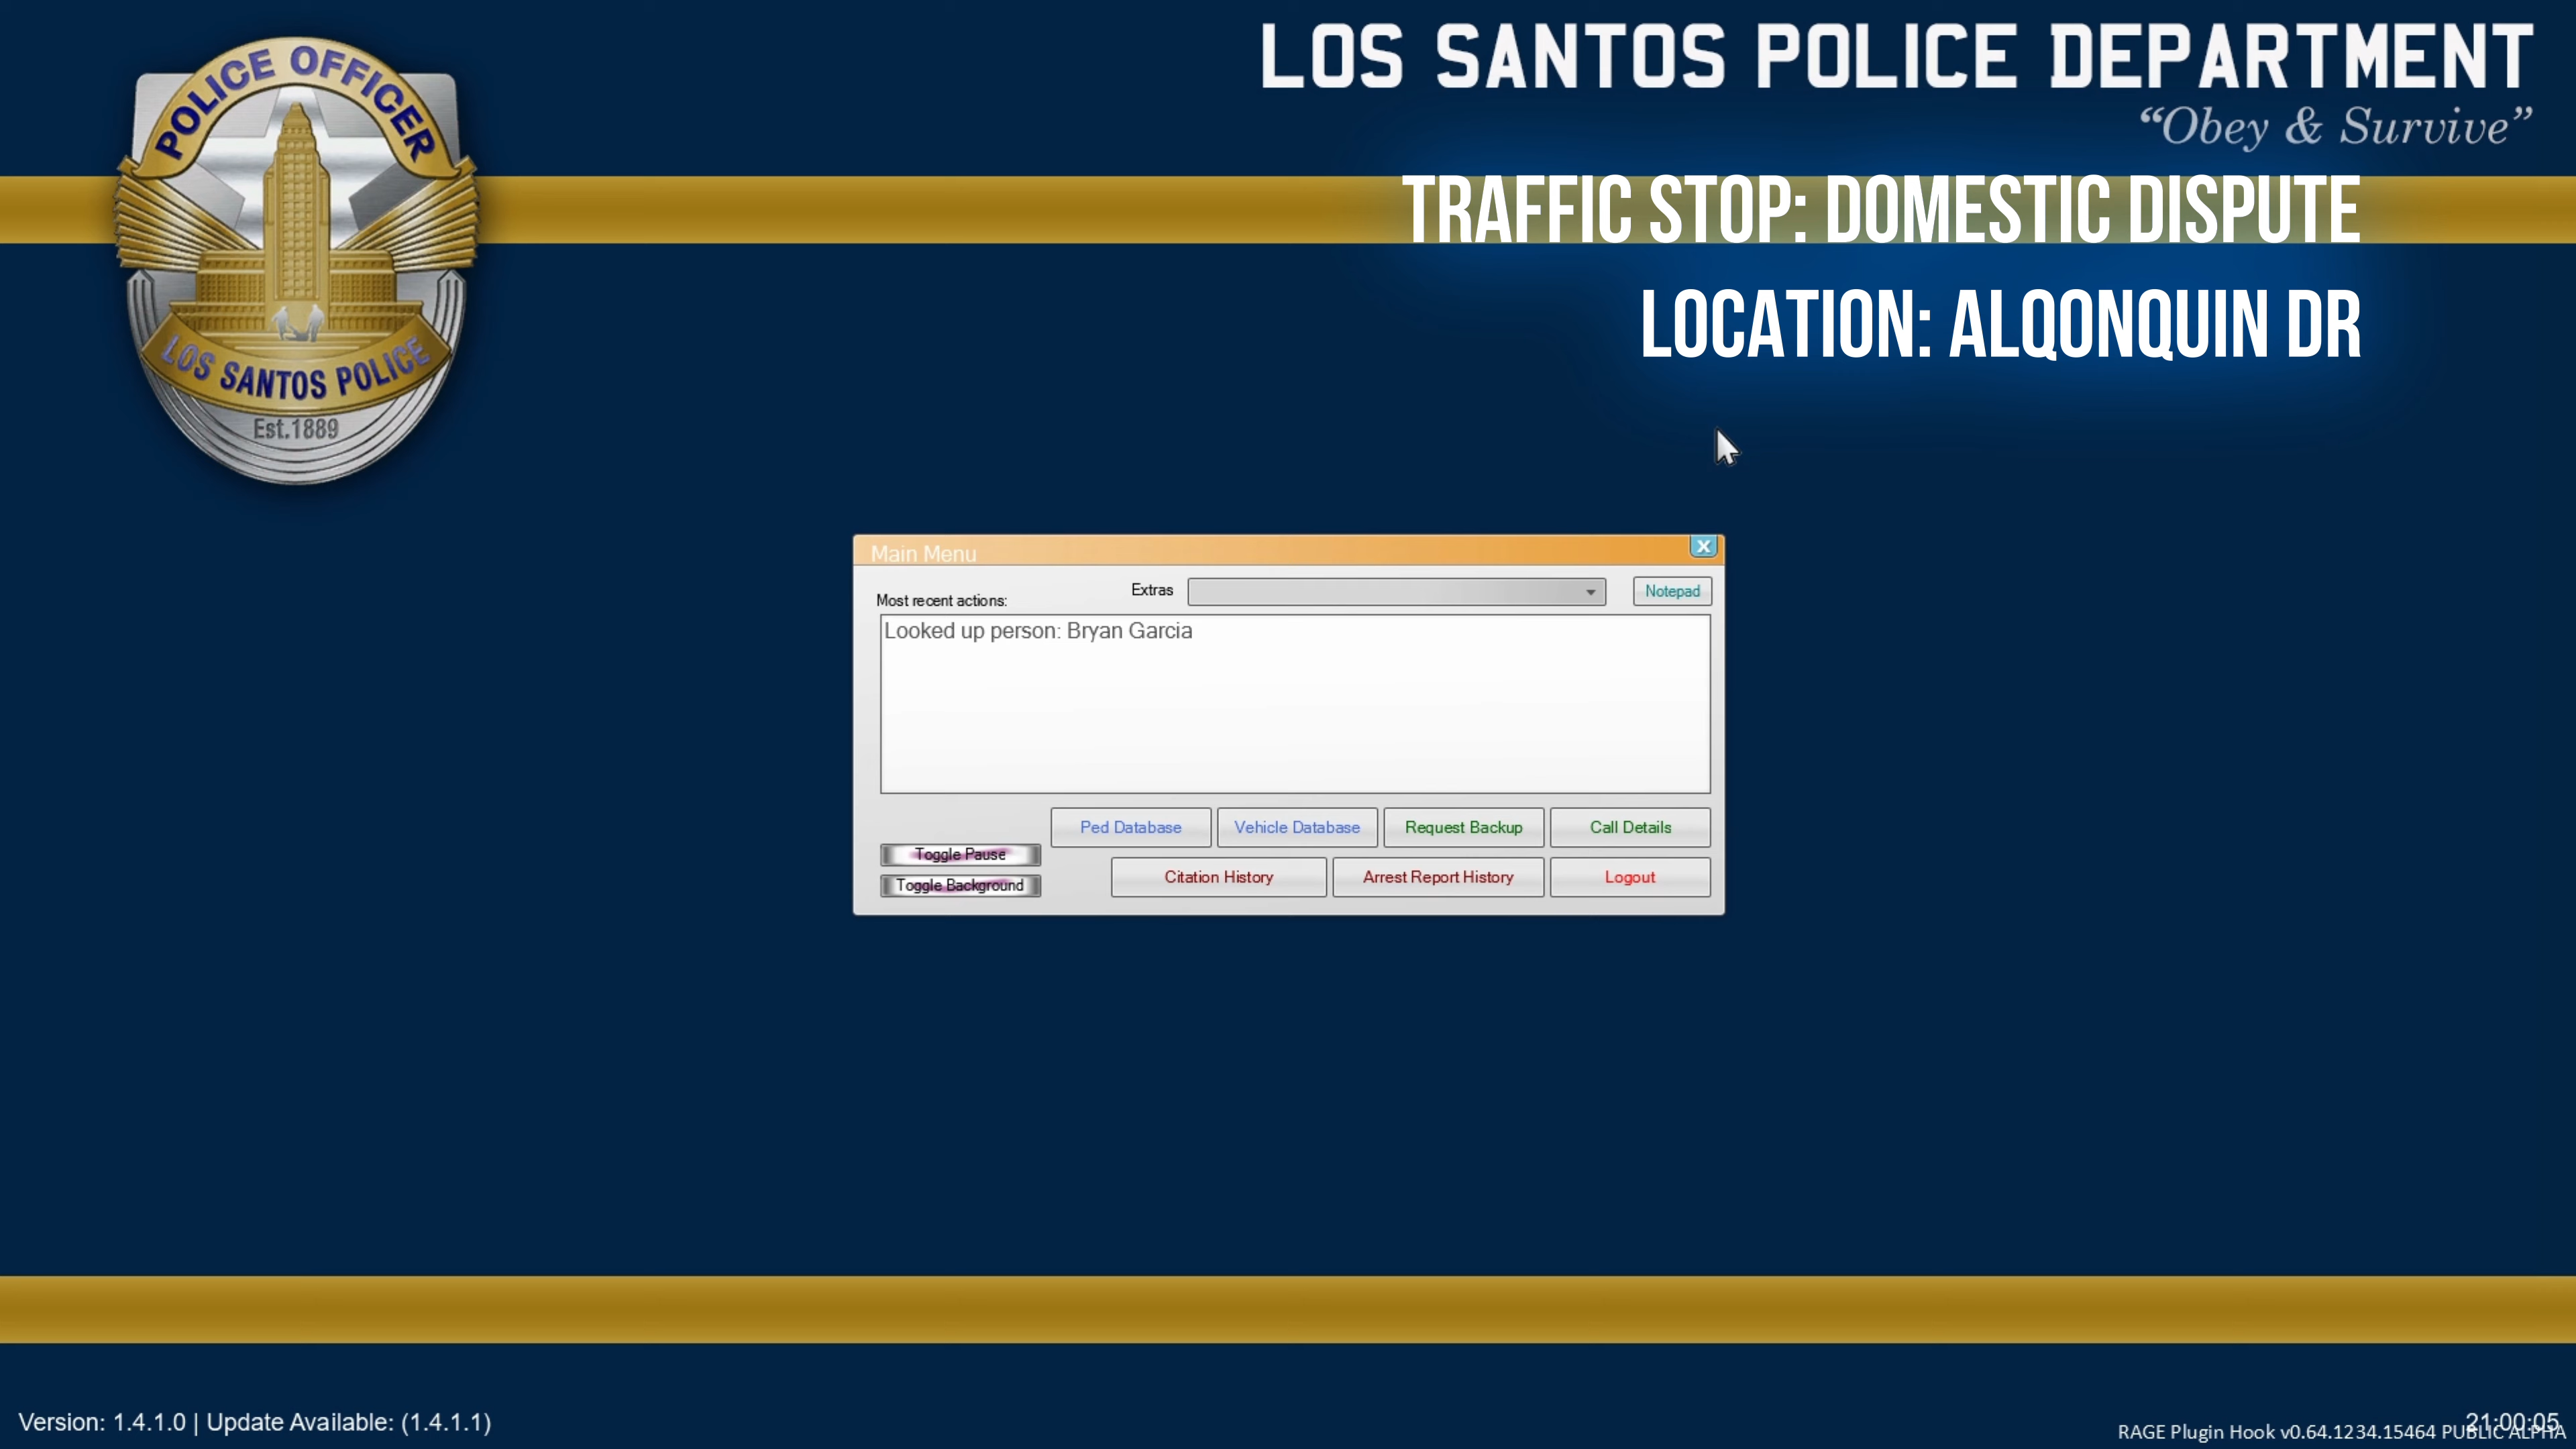 POLICE OFFICER
LOS SANTOS POLICE
Est.1889
LOS SANTOS POLICE DEPARTMENT
“Obey & Survive”
TRAFFIC STOP: DOMESTIC DISPUTE
LOCATION: ALQONQUIN DR
Main Menu
X
Most recent actions:
Extras
Notepad
Looked up person: Bryan Garcia
Ped Database
Vehicle Database
Request Backup
Call Details
Toggle Pause
Toggle Background
Citation History
Arrest Report History
Logout
Version: 1.4.1.0 | Update Available: (1.4.1.1)
21:00:05
RAGE Plugin Hook v0.64.1234.15464 PUBLIC ALPHA